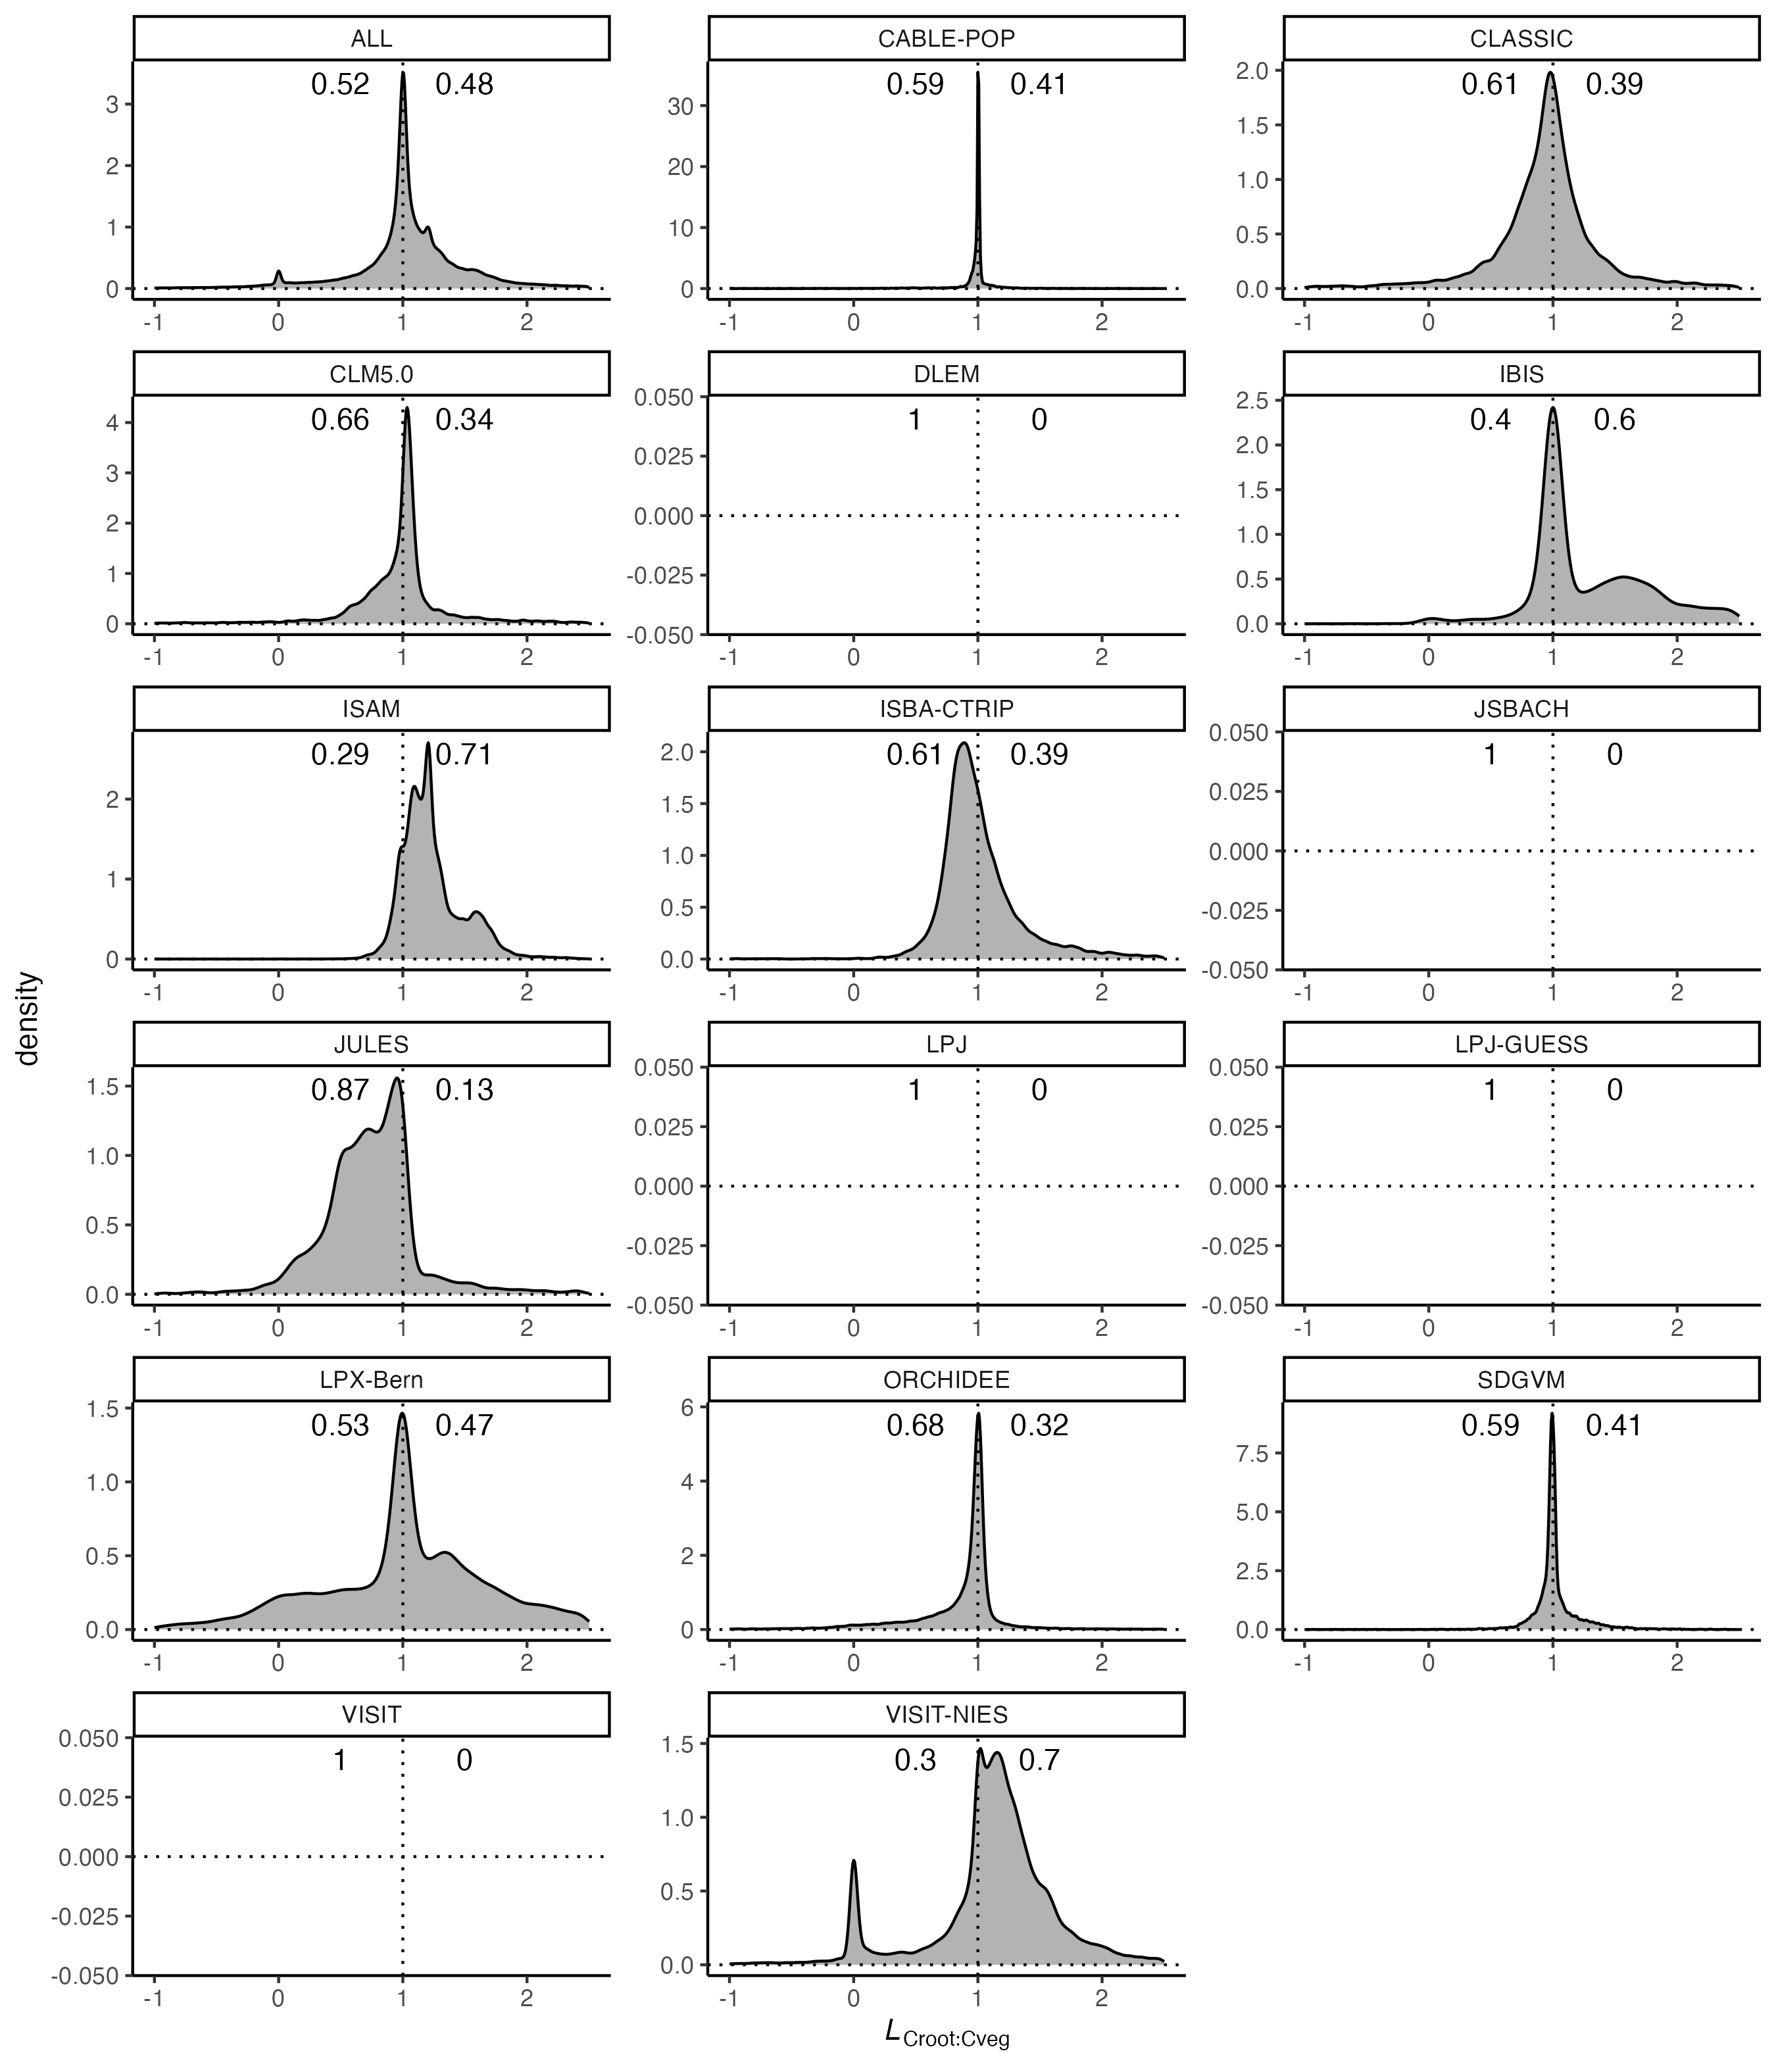 ALL CABLE-POP CLASSIC
0.52 0.48 0.59 0.41 0.61 0.39
3 2 1 0
30 20 10 0
2.0 1.5 1.0 0.5 0.0
-1 0 1 2 -1 0 1 2 -1 0 1 2
CLM5.0 DLEM IBIS
0.66 0.34 1 0 0.4 0.6
4 3 2 1 0
0.050 0.025 0.000 -0.025 -0.050
2.5 2.0 1.5 1.0 0.5 0.0
-1 0 1 2 -1 0 1 2 -1 0 1 2
ISAM ISBA-CTRIP JSBACH
0.29 0.71 0.61 0.39 1 0
2 1 0
2.0 1.5 1.0 0.5 0.0
0.050 0.025 0.000 -0.025 -0.050
-1 0 1 2 -1 0 1 2 -1 0 1 2
density
JULES LPJ LPJ-GUESS
0.87 0.13 1 0 1 0
1.5 1.0 0.5 0.0
0.050 0.025 0.000 -0.025 -0.050
0.050 0.025 0.000 -0.025 -0.050
-1 0 1 2 -1 0 1 2 -1 0 1 2
LPX-Bern ORCHIDEE SDGVM
0.53 0.47 0.68 0.32 0.59 0.41
1.5 1.0 0.5 0.0
6 4 2 0
7.5 5.0 2.5 0.0
-1 0 1 2 -1 0 1 2 -1 0 1 2
VISIT VISIT-NIES
1 0 0.3 0.7
0.050 0.025 0.000 -0.025 -0.050
1.5 1.0 0.5 0.0
-1 0 1 2 -1 0 1 2
L Croot:Cveg